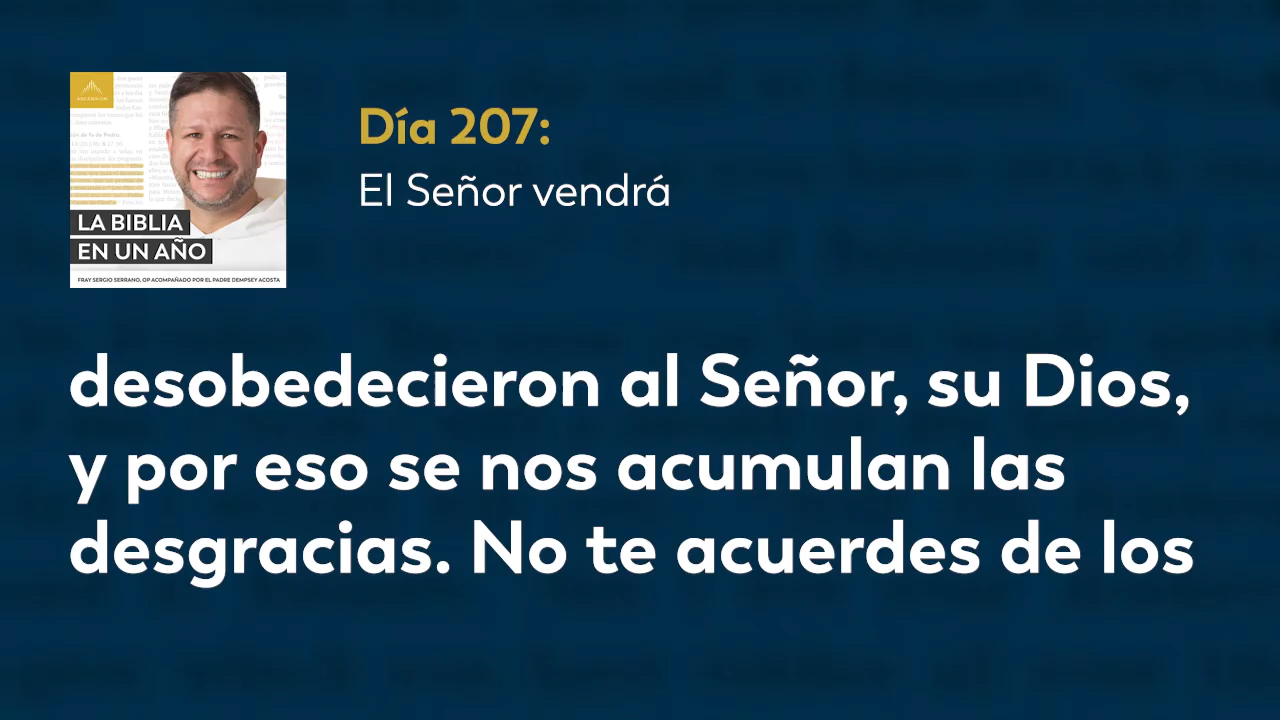 ASCENSION
LA BIBLIA
EN UN AÑO
FRAY SERGIO SERRANO, OP ACOMPAÑADO POR EL PADRE DEMPSEY ACOSTA
Día 207:
El Señor vendrá
desobedecieron al Señor, su Dios,
y por eso se nos acumulan las
desgracias. No te acuerdes de los